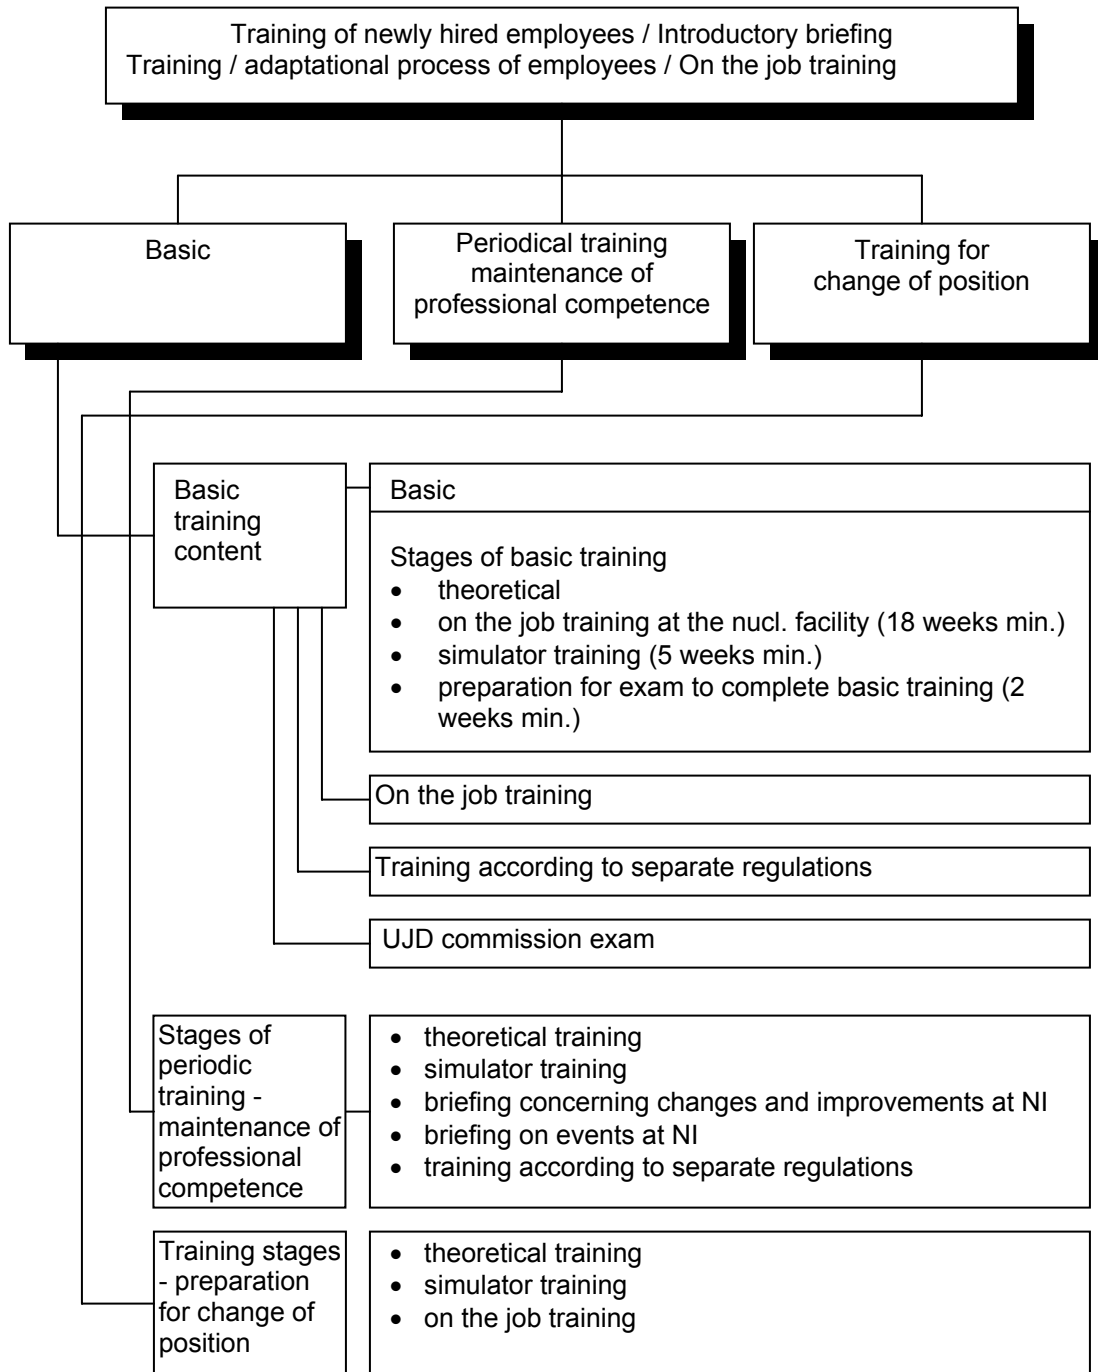 Training of newly hired employees / Introductory briefing
Training / adaptational process of employees / On the job training
Basic
Periodical training
maintenance of
professional competence
Training for
change of position
Basic
training
content
Basic
Stages of basic training
• theoretical
• on the job training at the nucl. facility (18 weeks min.)
• simulator training (5 weeks min.)
• preparation for exam to complete basic training (2
weeks min.)
On the job training
Training according to separate regulations
UJD commission exam
Stages of
periodic
training -
maintenance of
professional
competence
• theoretical training
• simulator training
• briefing concerning changes and improvements at NI
• briefing on events at NI
• training according to separate regulations
Training stages
- preparation
for change of
position
• theoretical training
• simulator training
• on the job training